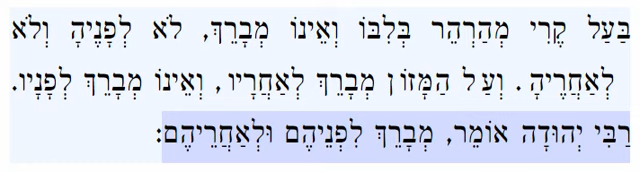 בַּעַל קֶרִי מְהַרְהֵר בְּלִבּוֹ וְאֵינוֹ מְבָרֵךְ, לֹא לְפָנֶיהָ וְלֹא
לְאַחֲרֶיהָ. וְעַל הַמָּזוֹן מְבָרֵךְ לְאַחֲרָיו, וְאֵינוֹ מְבָרֵךְ לְפָנָיו.
רַבִּי יְהוּדָה אוֹמֵר, מְבָרֵךְ לִפְנֵיהֶם וּלְאַחֲרֵיהֶם: